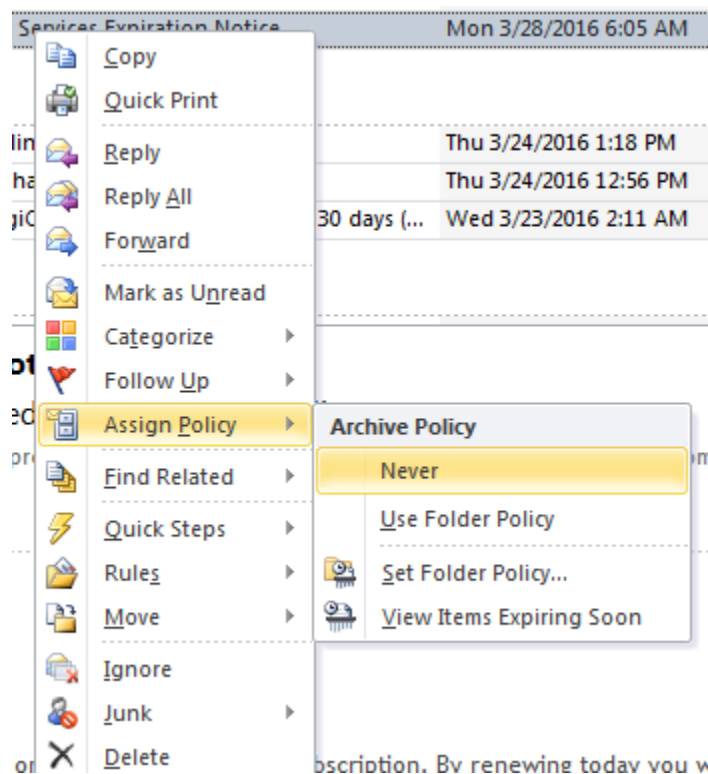 Services Expiration Notice Mon 3/28/2016 6:05 AM
Copy
Quick Print
Thu 3/24/2016 1:18 PM
Reply
Thu 3/24/2016 12:56 PM
Reply All
30 days (... Wed 3/23/2016 2:11 AM
Forward
Mark as Unread
Categorize
Follow Up
Assign Policy
Archive Policy
Never
Find Related
Use Folder Policy
Quick Steps
Rules
Set Folder Policy...
Move
View Items Expiring Soon
Ignore
Junk
Delete
bscription. By renewing today you w